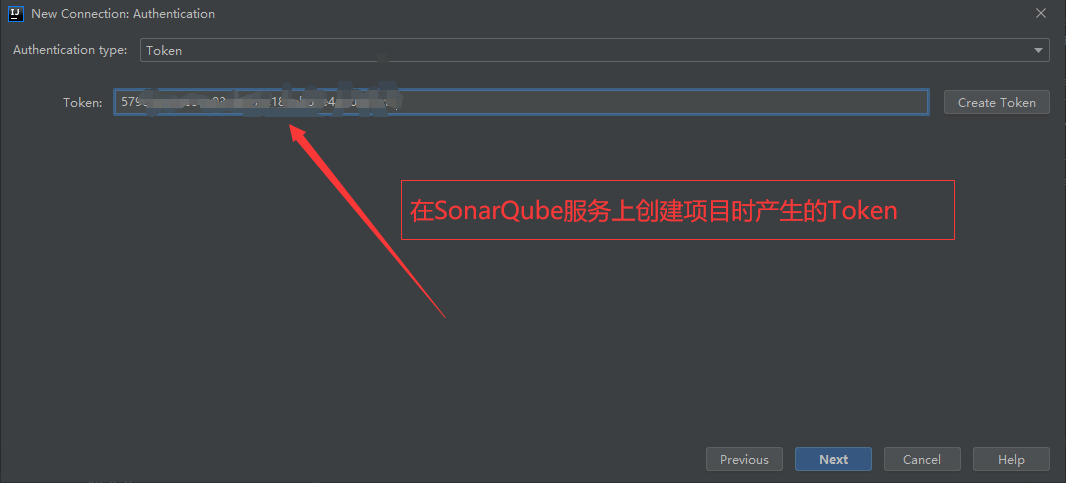 New Connection: Authentication
Authentication type: Token
Token:
Create Token
在SonarQube服务上创建项目时产生的Token
Previous Next Cancel Help